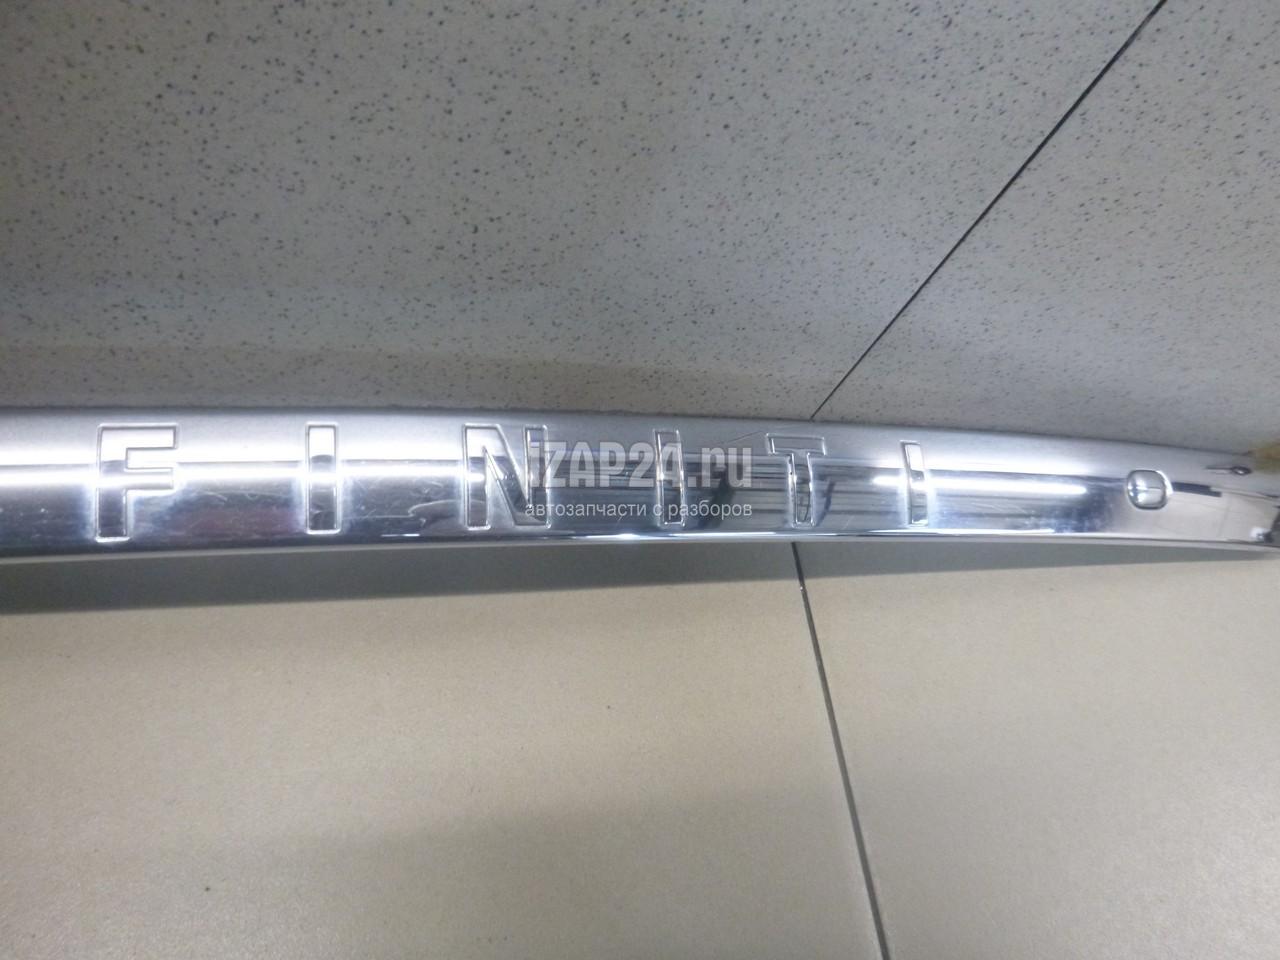 FINITI
iZAP24.ru
автозапчасти с разборов